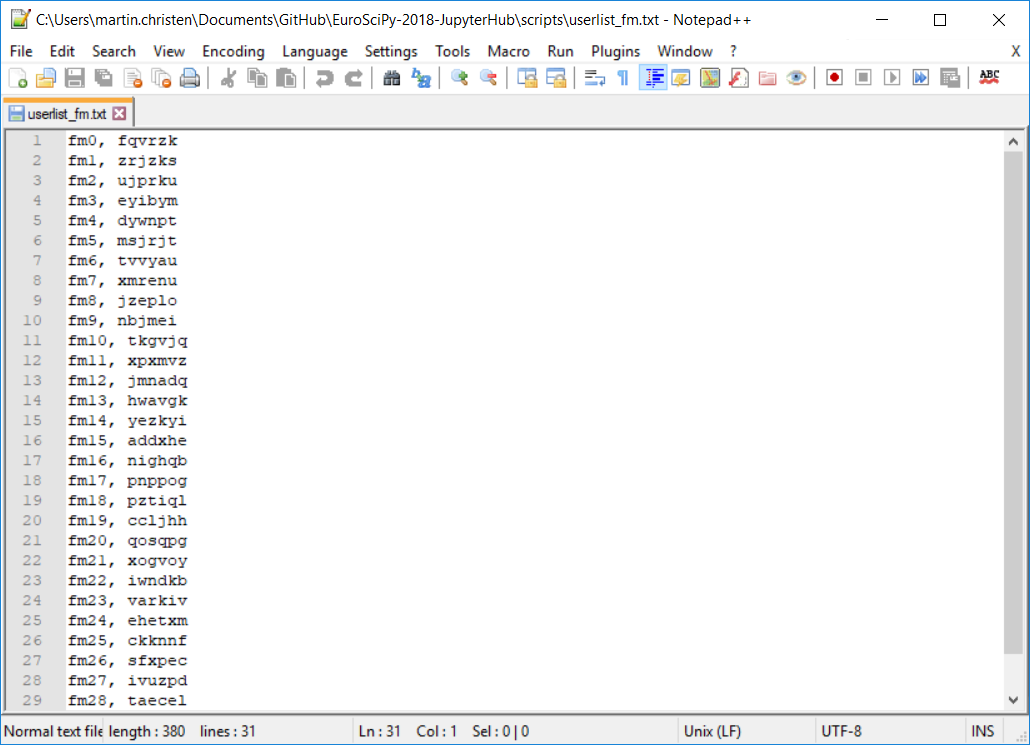 C:\Users\martin.christen\Documents\GitHub\EuroSciPy-2018-JupyterHub\scripts\userlist_fm.txt - Notepad++
File Edit Search View Encoding Language Settings Tools Macro Run Plugins Window ? X
ABC
userlist_fm.txt
1 fm0, fqvrzk
2 fm1, zrjzks
3 fm2, ujprku
4 fm3, eyibym
5 fm4, dywnpt
6 fm5, msjrjt
7 fm6, tvvyau
8 fm7, xmrenu
9 fm8, jzeplo
10 fm9, nbjmei
11 fm10, tkgvjq
12 fm11, xpxmvz
13 fm12, jmnadq
14 fm13, hwavgk
15 fm14, yezkyi
16 fm15, addxhe
17 fm16, nighqb
18 fm17, pnppog
19 fm18, pztiql
20 fm19, ccljhh
21 fm20, qosqpg
22 fm21, xogvoy
23 fm22, iwndkb
24 fm23, varkiv
25 fm24, ehetxm
26 fm25, ckknnf
27 fm26, sfxpec
28 fm27, ivuzpd
29 fm28, taecel
Normal text file length : 380 lines : 31 Ln : 31 Col : 1 Sel : 0 | 0 Unix (LF) UTF-8 INS